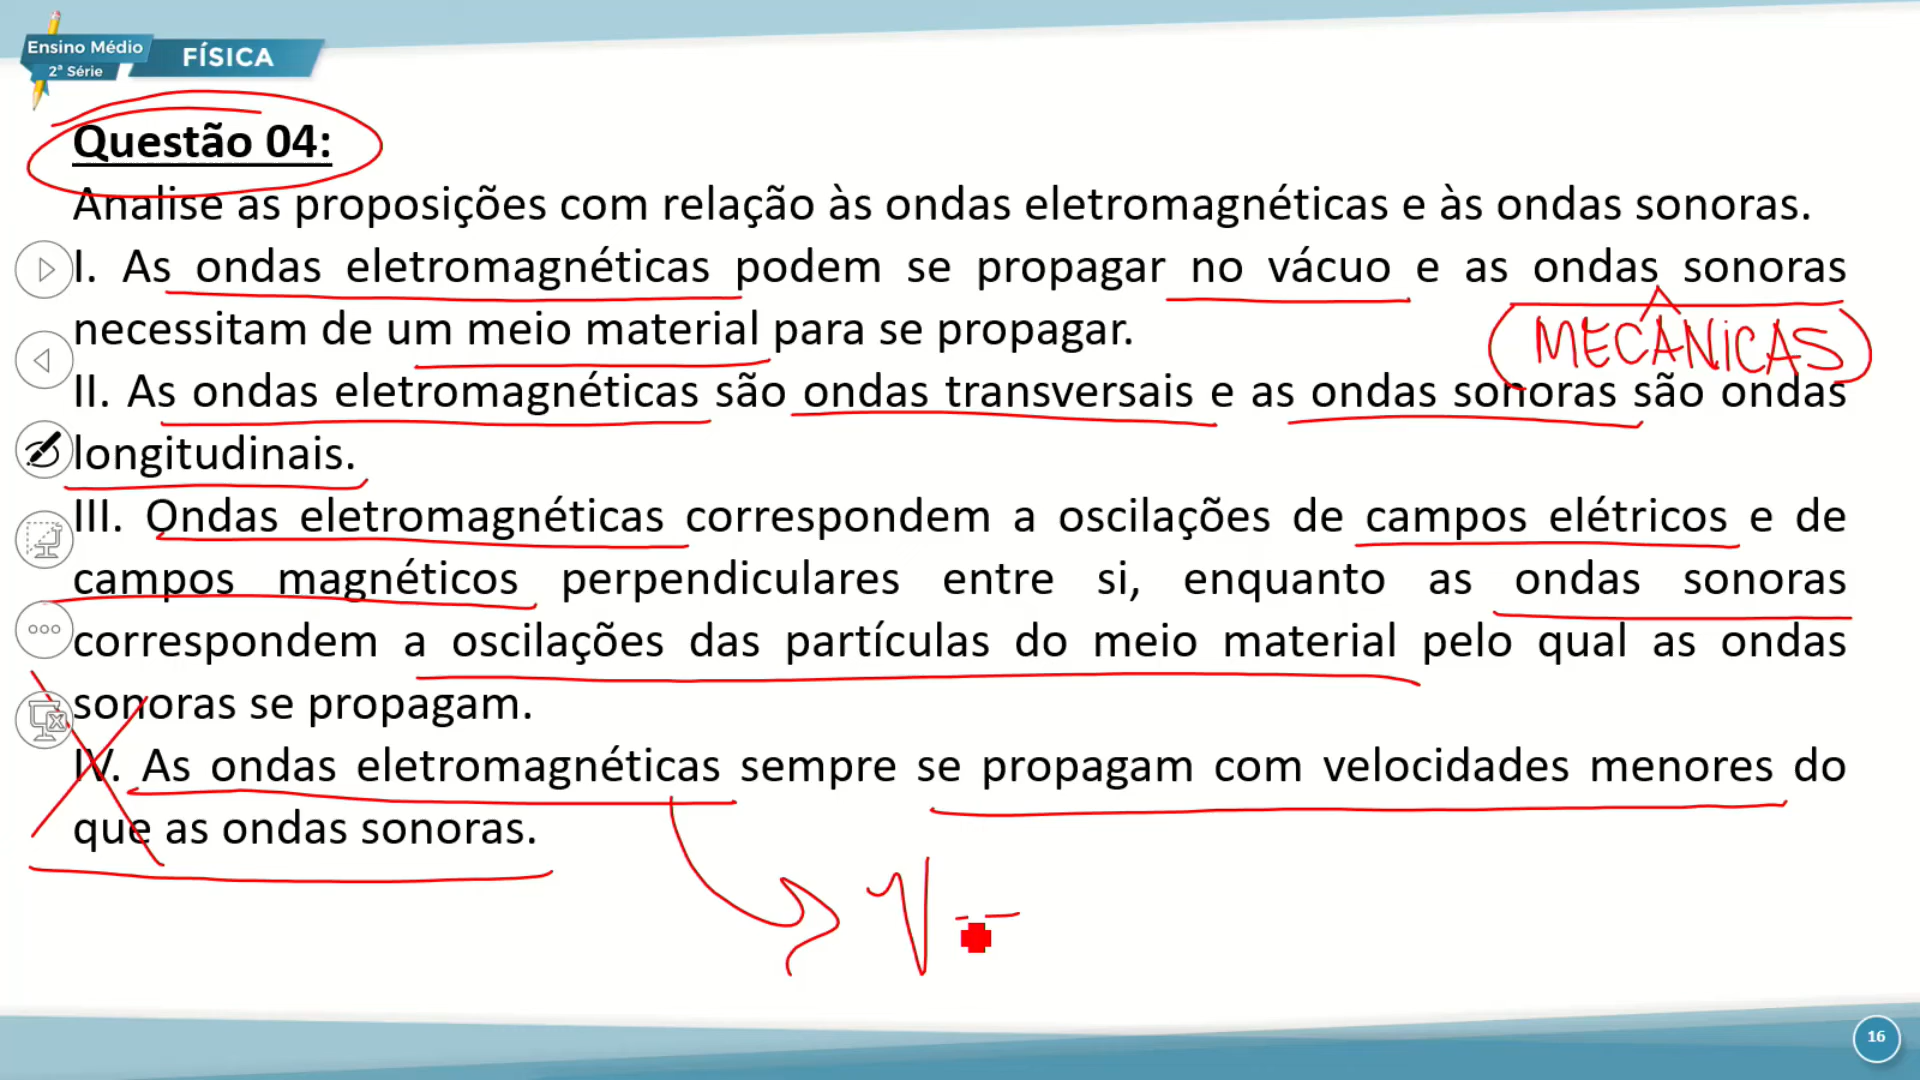 Ensino Médio
2ª Série
FÍSICA
Questão 04:
Analise as proposições com relação às ondas eletromagnéticas e às ondas sonoras.
I. As ondas eletromagnéticas podem se propagar no vácuo e as ondas sonoras
necessitam de um meio material para se propagar.
MECÂNICAS
II. As ondas eletromagnéticas são ondas transversais e as ondas sonoras são ondas
longitudinais.
III. Ondas eletromagnéticas correspondem a oscilações de campos elétricos e de
campos magnéticos perpendiculares entre si, enquanto as ondas sonoras
correspondem a oscilações das partículas do meio material pelo qual as ondas
sonoras se propagam.
IV. As ondas eletromagnéticas sempre se propagam com velocidades menores do
que as ondas sonoras.
V =
16